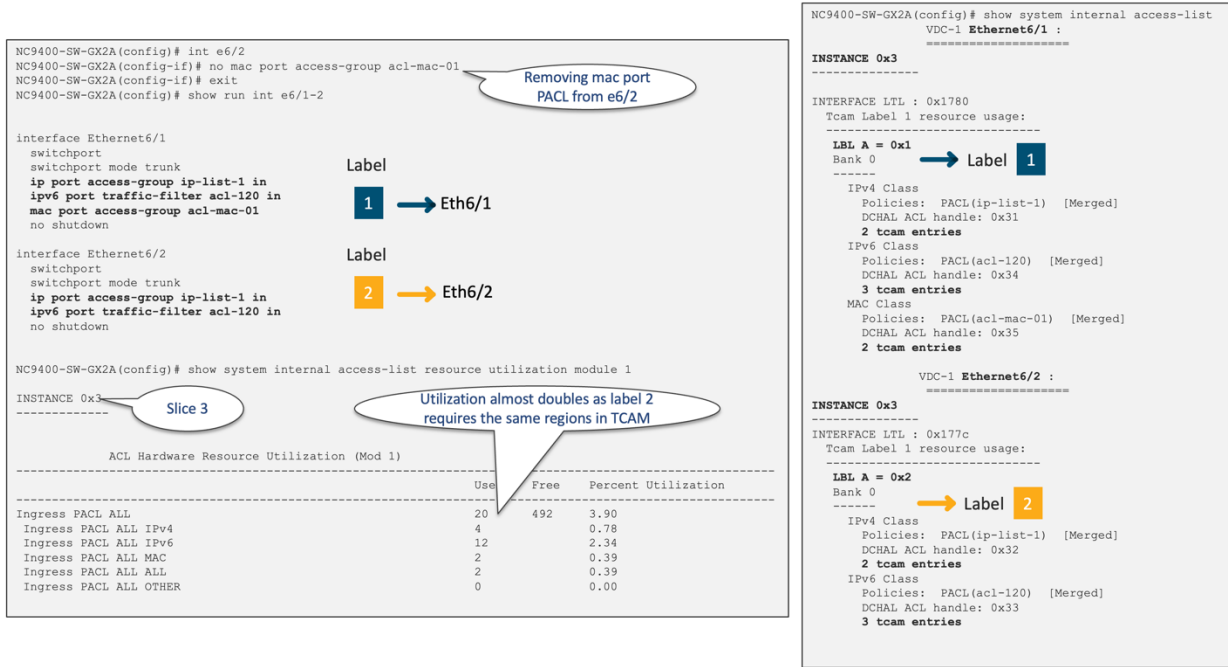 NC9400-SW-GX2A(config)# int e6/2
NC9400-SW-GX2A(config-if)# no mac port access-group acl-mac-01
NC9400-SW-GX2A(config-if)# exit
NC9400-SW-GX2A(config)# show run int e6/1-2
Removing mac port
PACL from e6/2
interface Ethernet6/1
switchport
switchport mode trunk
ip port access-group ip-list-1 in
ipv6 port traffic-filter acl-120 in
mac port access-group acl-mac-01
no shutdown
Label
1
Eth6/1
interface Ethernet6/2
switchport
switchport mode trunk
ip port access-group ip-list-1 in
ipv6 port traffic-filter acl-120 in
no shutdown
Label
2
Eth6/2
NC9400-SW-GX2A(config)# show system internal access-list resource utilization module 1
INSTANCE 0x3
-------------
Slice 3
Utilization almost doubles as label 2
requires the same regions in TCAM
ACL Hardware Resource Utilization (Mod 1)
Use Free Percent Utilization
Ingress PACL ALL 20 492 3.90
Ingress PACL ALL IPv4 4 0.78
Ingress PACL ALL IPv6 12 2.34
Ingress PACL ALL MAC 2 0.39
Ingress PACL ALL ALL 2 0.39
Ingress PACL ALL OTHER 0 0.00
NC9400-SW-GX2A(config)# show system internal access-list
VDC-1 Ethernet6/1 :
====================
INSTANCE 0x3
---------------
INTERFACE LTL : 0x1780
Tcam Label 1 resource usage:
------------------------------
LBL A = 0x1
Bank 0
------
Label 1
IPv4 Class
Policies: PACL(ip-list-1) [Merged]
DCHAL ACL handle: 0x31
2 tcam entries
IPv6 Class
Policies: PACL(acl-120) [Merged]
DCHAL ACL handle: 0x34
3 tcam entries
MAC Class
Policies: PACL(acl-mac-01) [Merged]
DCHAL ACL handle: 0x35
2 tcam entries
VDC-1 Ethernet6/2 :
====================
INSTANCE 0x3
---------------
INTERFACE LTL : 0x177c
Tcam Label 1 resource usage:
------------------------------
LBL A = 0x2
Bank 0
------
Label 2
IPv4 Class
Policies: PACL(ip-list-1) [Merged]
DCHAL ACL handle: 0x32
2 tcam entries
IPv6 Class
Policies: PACL(acl-120) [Merged]
DCHAL ACL handle: 0x33
3 tcam entries